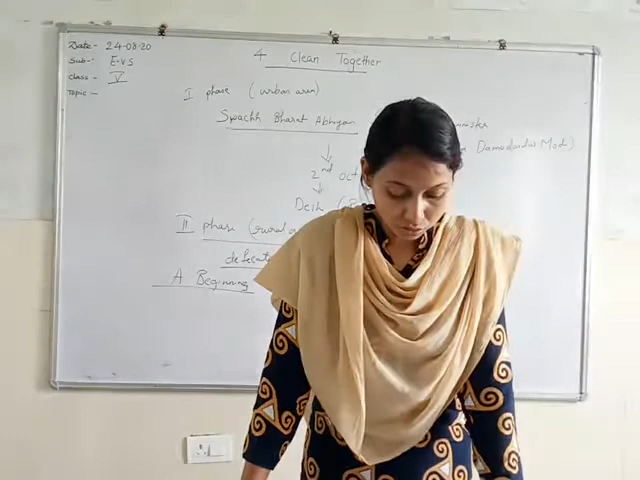 Date:- 24-08-20
Sub:- E.V.S
class - V
Topic -
4 Clean Together
I phase (urban area)
Swachh Bharat Abhiyan
Damodardas Modi)
2nd Oct
II phase (rural
A Beginning